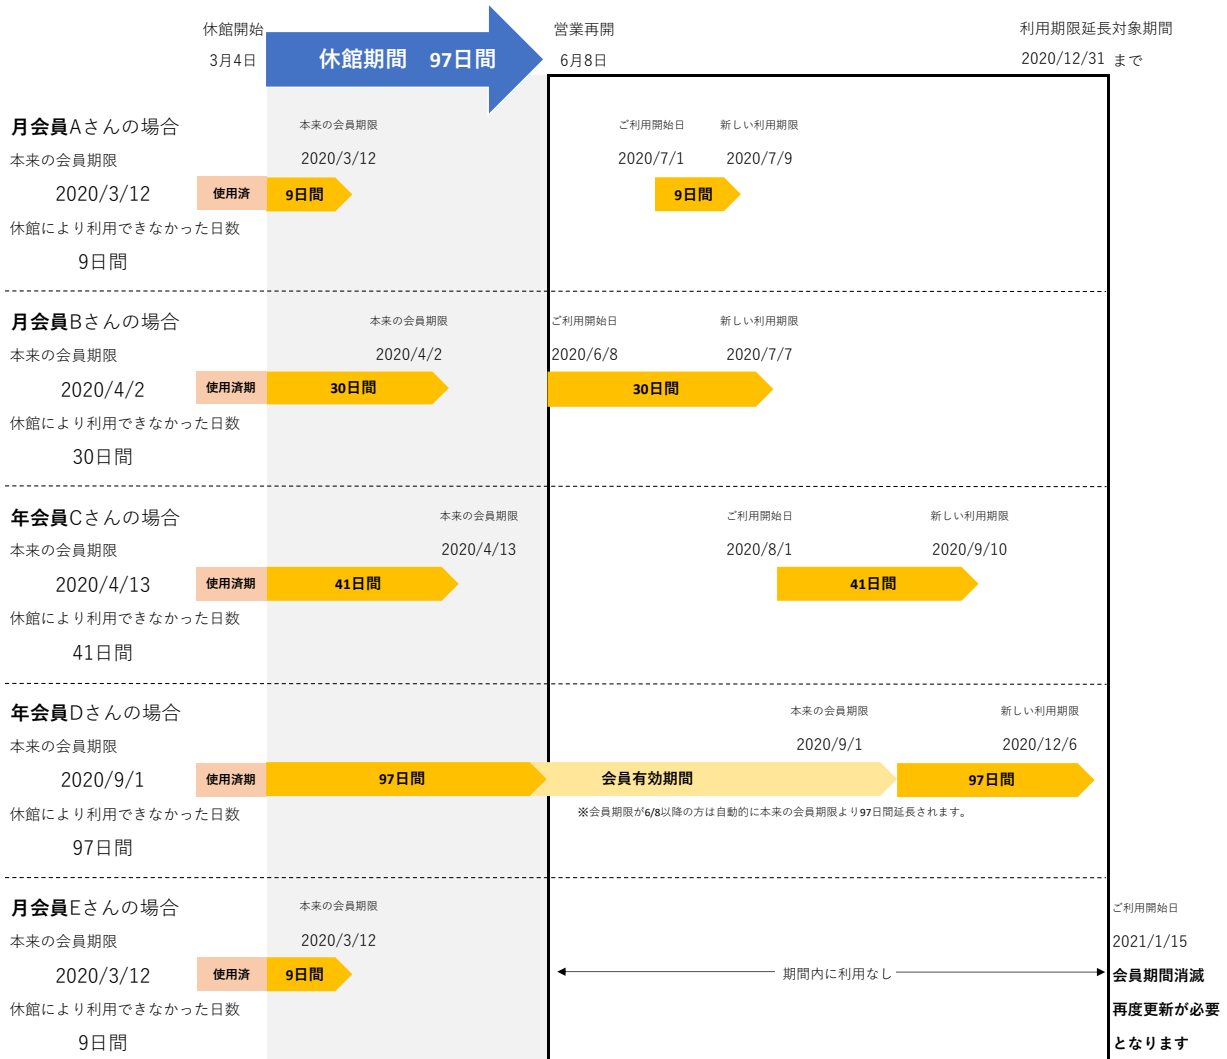 休館開始
3月4日
休館期間 97日間
営業再開
6月8日
利用期限延長対象期間
2020/12/31 まで
月会員Aさんの場合
本来の会員期限
2020/3/12
休館により利用できなかった日数
9日間
使用済
9日間
本来の会員期限
2020/3/12
ご利用開始日
2020/7/1
新しい利用期限
2020/7/9
9日間
月会員Bさんの場合
本来の会員期限
2020/4/2
休館により利用できなかった日数
30日間
使用済期
30日間
本来の会員期限
2020/4/2
ご利用開始日
2020/6/8
新しい利用期限
2020/7/7
30日間
年会員Cさんの場合
本来の会員期限
2020/4/13
休館により利用できなかった日数
41日間
使用済期
41日間
本来の会員期限
2020/4/13
ご利用開始日
2020/8/1
新しい利用期限
2020/9/10
41日間
年会員Dさんの場合
本来の会員期限
2020/9/1
休館により利用できなかった日数
97日間
使用済期
97日間
会員有効期間
本来の会員期限
2020/9/1
新しい利用期限
2020/12/6
97日間
※会員期限が6/8以降の方は自動的に本来の会員期限より97日間延長されます。
月会員Eさんの場合
本来の会員期限
2020/3/12
休館により利用できなかった日数
9日間
使用済
9日間
本来の会員期限
2020/3/12
期間内に利用なし
ご利用開始日
2021/1/15
会員期間消滅
再度更新が必要
となります